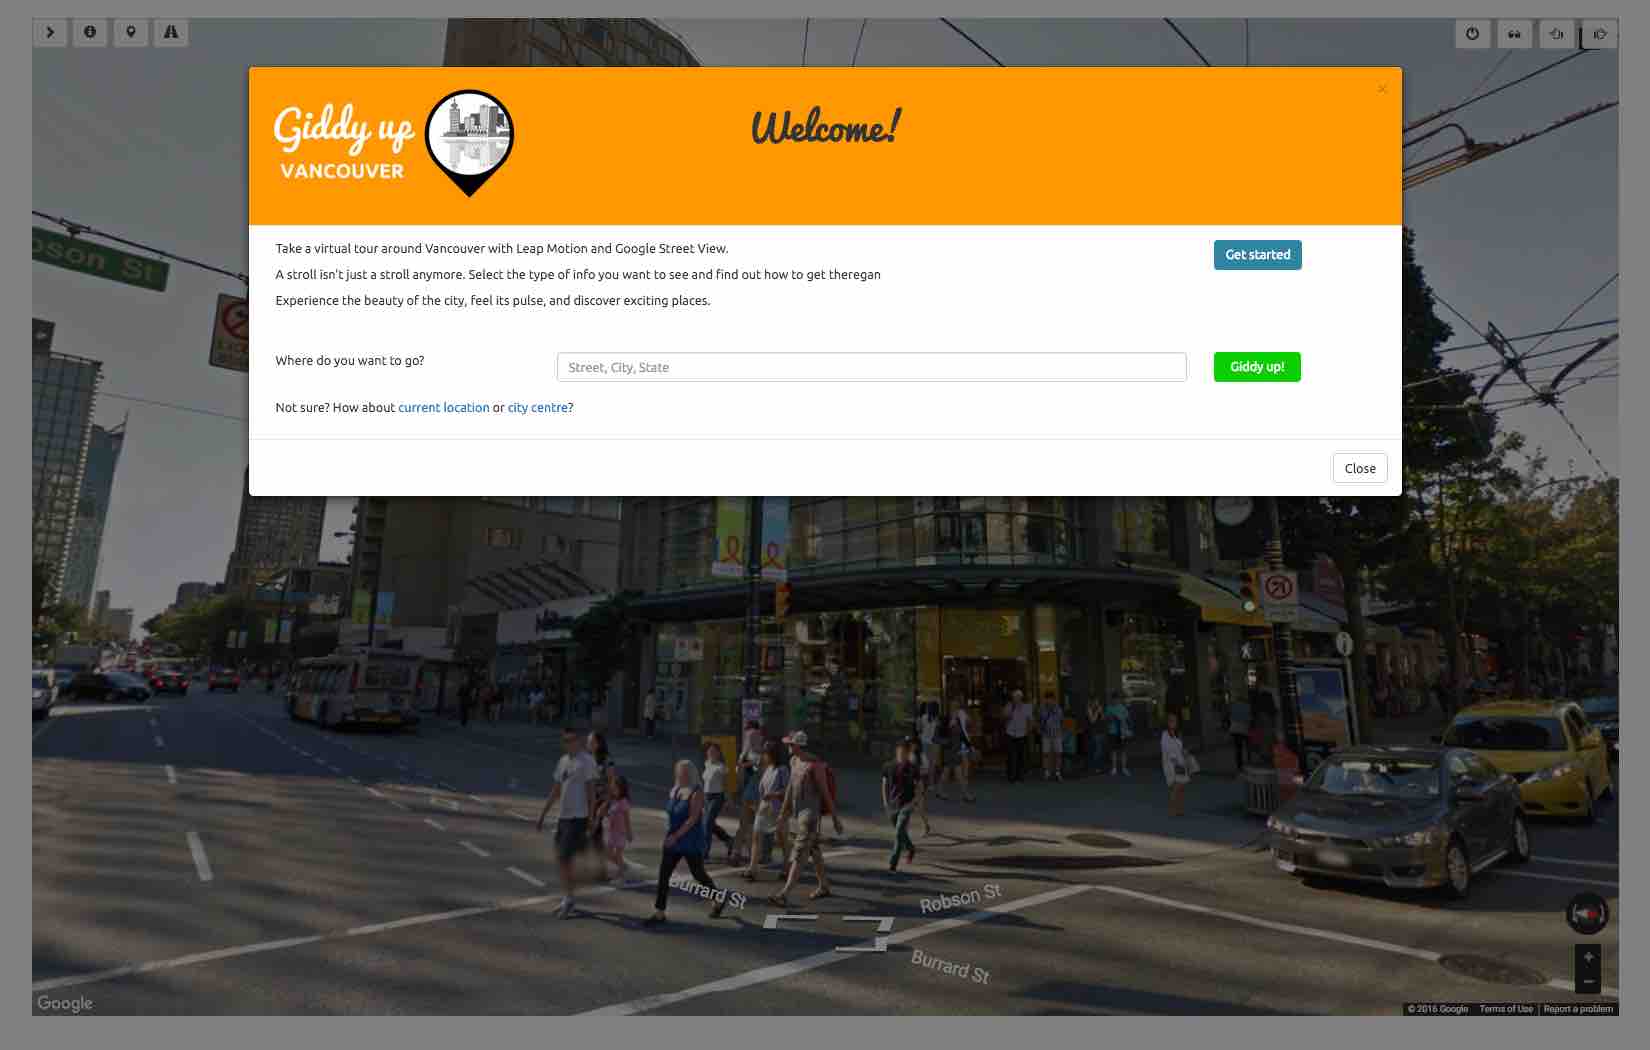 Giddy up
VANCOUVER
Welcome!
×
Take a virtual tour around Vancouver with Leap Motion and Google Street View.
Get started
A stroll isn't just a stroll anymore. Select the type of info you want to see and find out how to get theregan
Experience the beauty of the city, feel its pulse, and discover exciting places.
Where do you want to go?
Street, City, State
Giddy up!
Not sure? How about current location or city centre?
Close
son St
Burrard St
Robson St
Burrard St
Google
© 2016 Google
Terms of Use
Report a problem